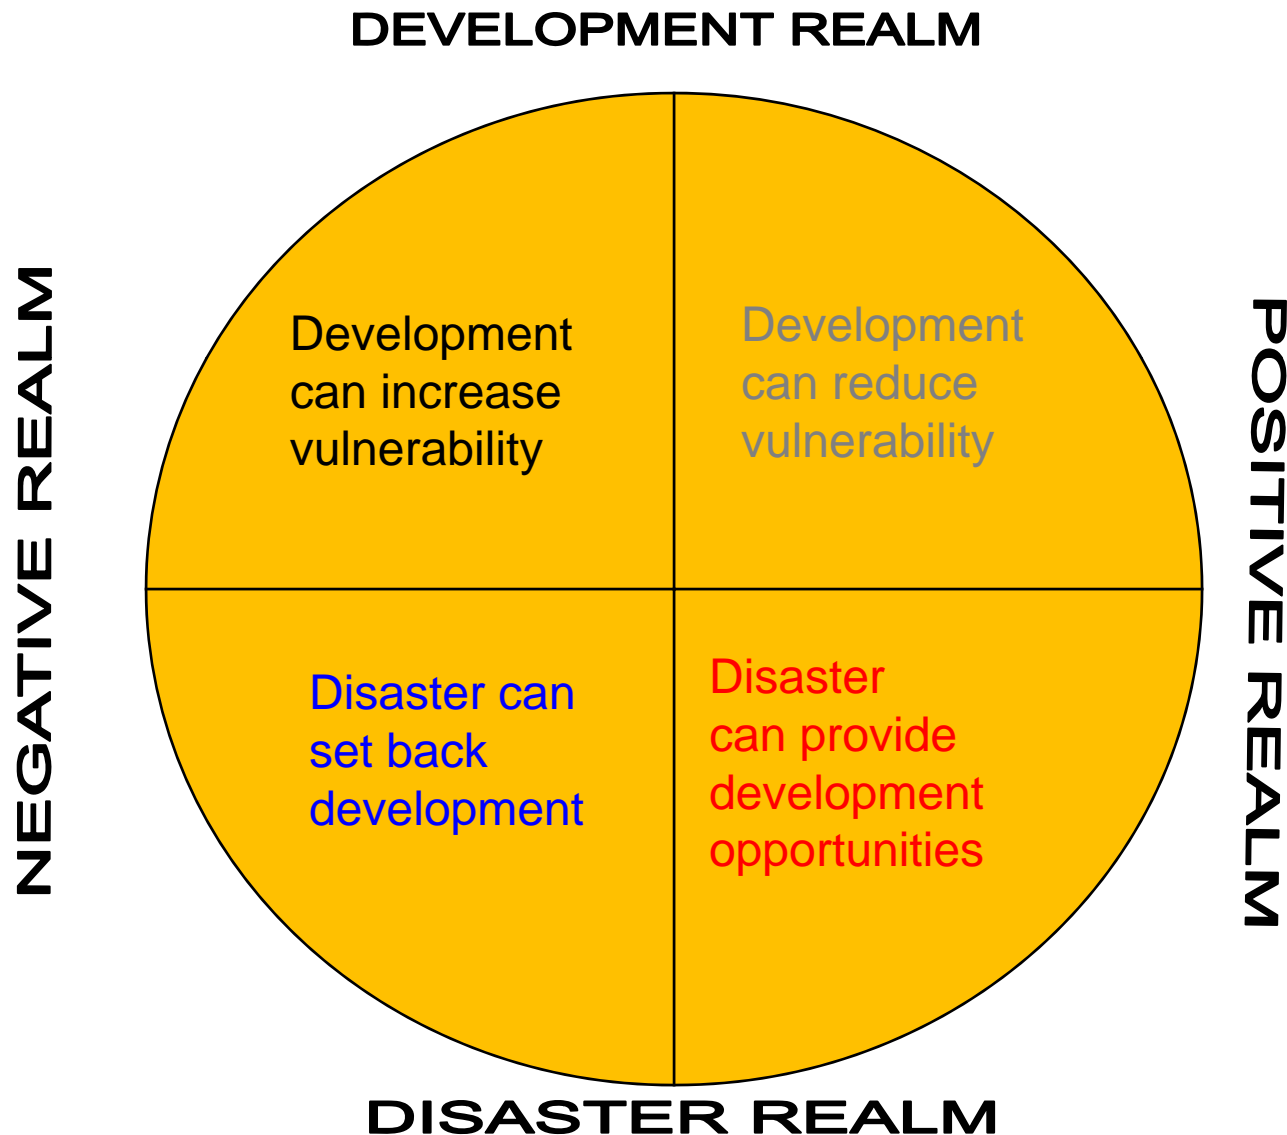 DEVELOPMENT REALM
NEGATIVE REALM
Development
can increase
vulnerability
Development
can reduce
vulnerability
POSITIVE REALM
Disaster can
set back
development
Disaster
can provide
development
opportunities
DISASTER REALM